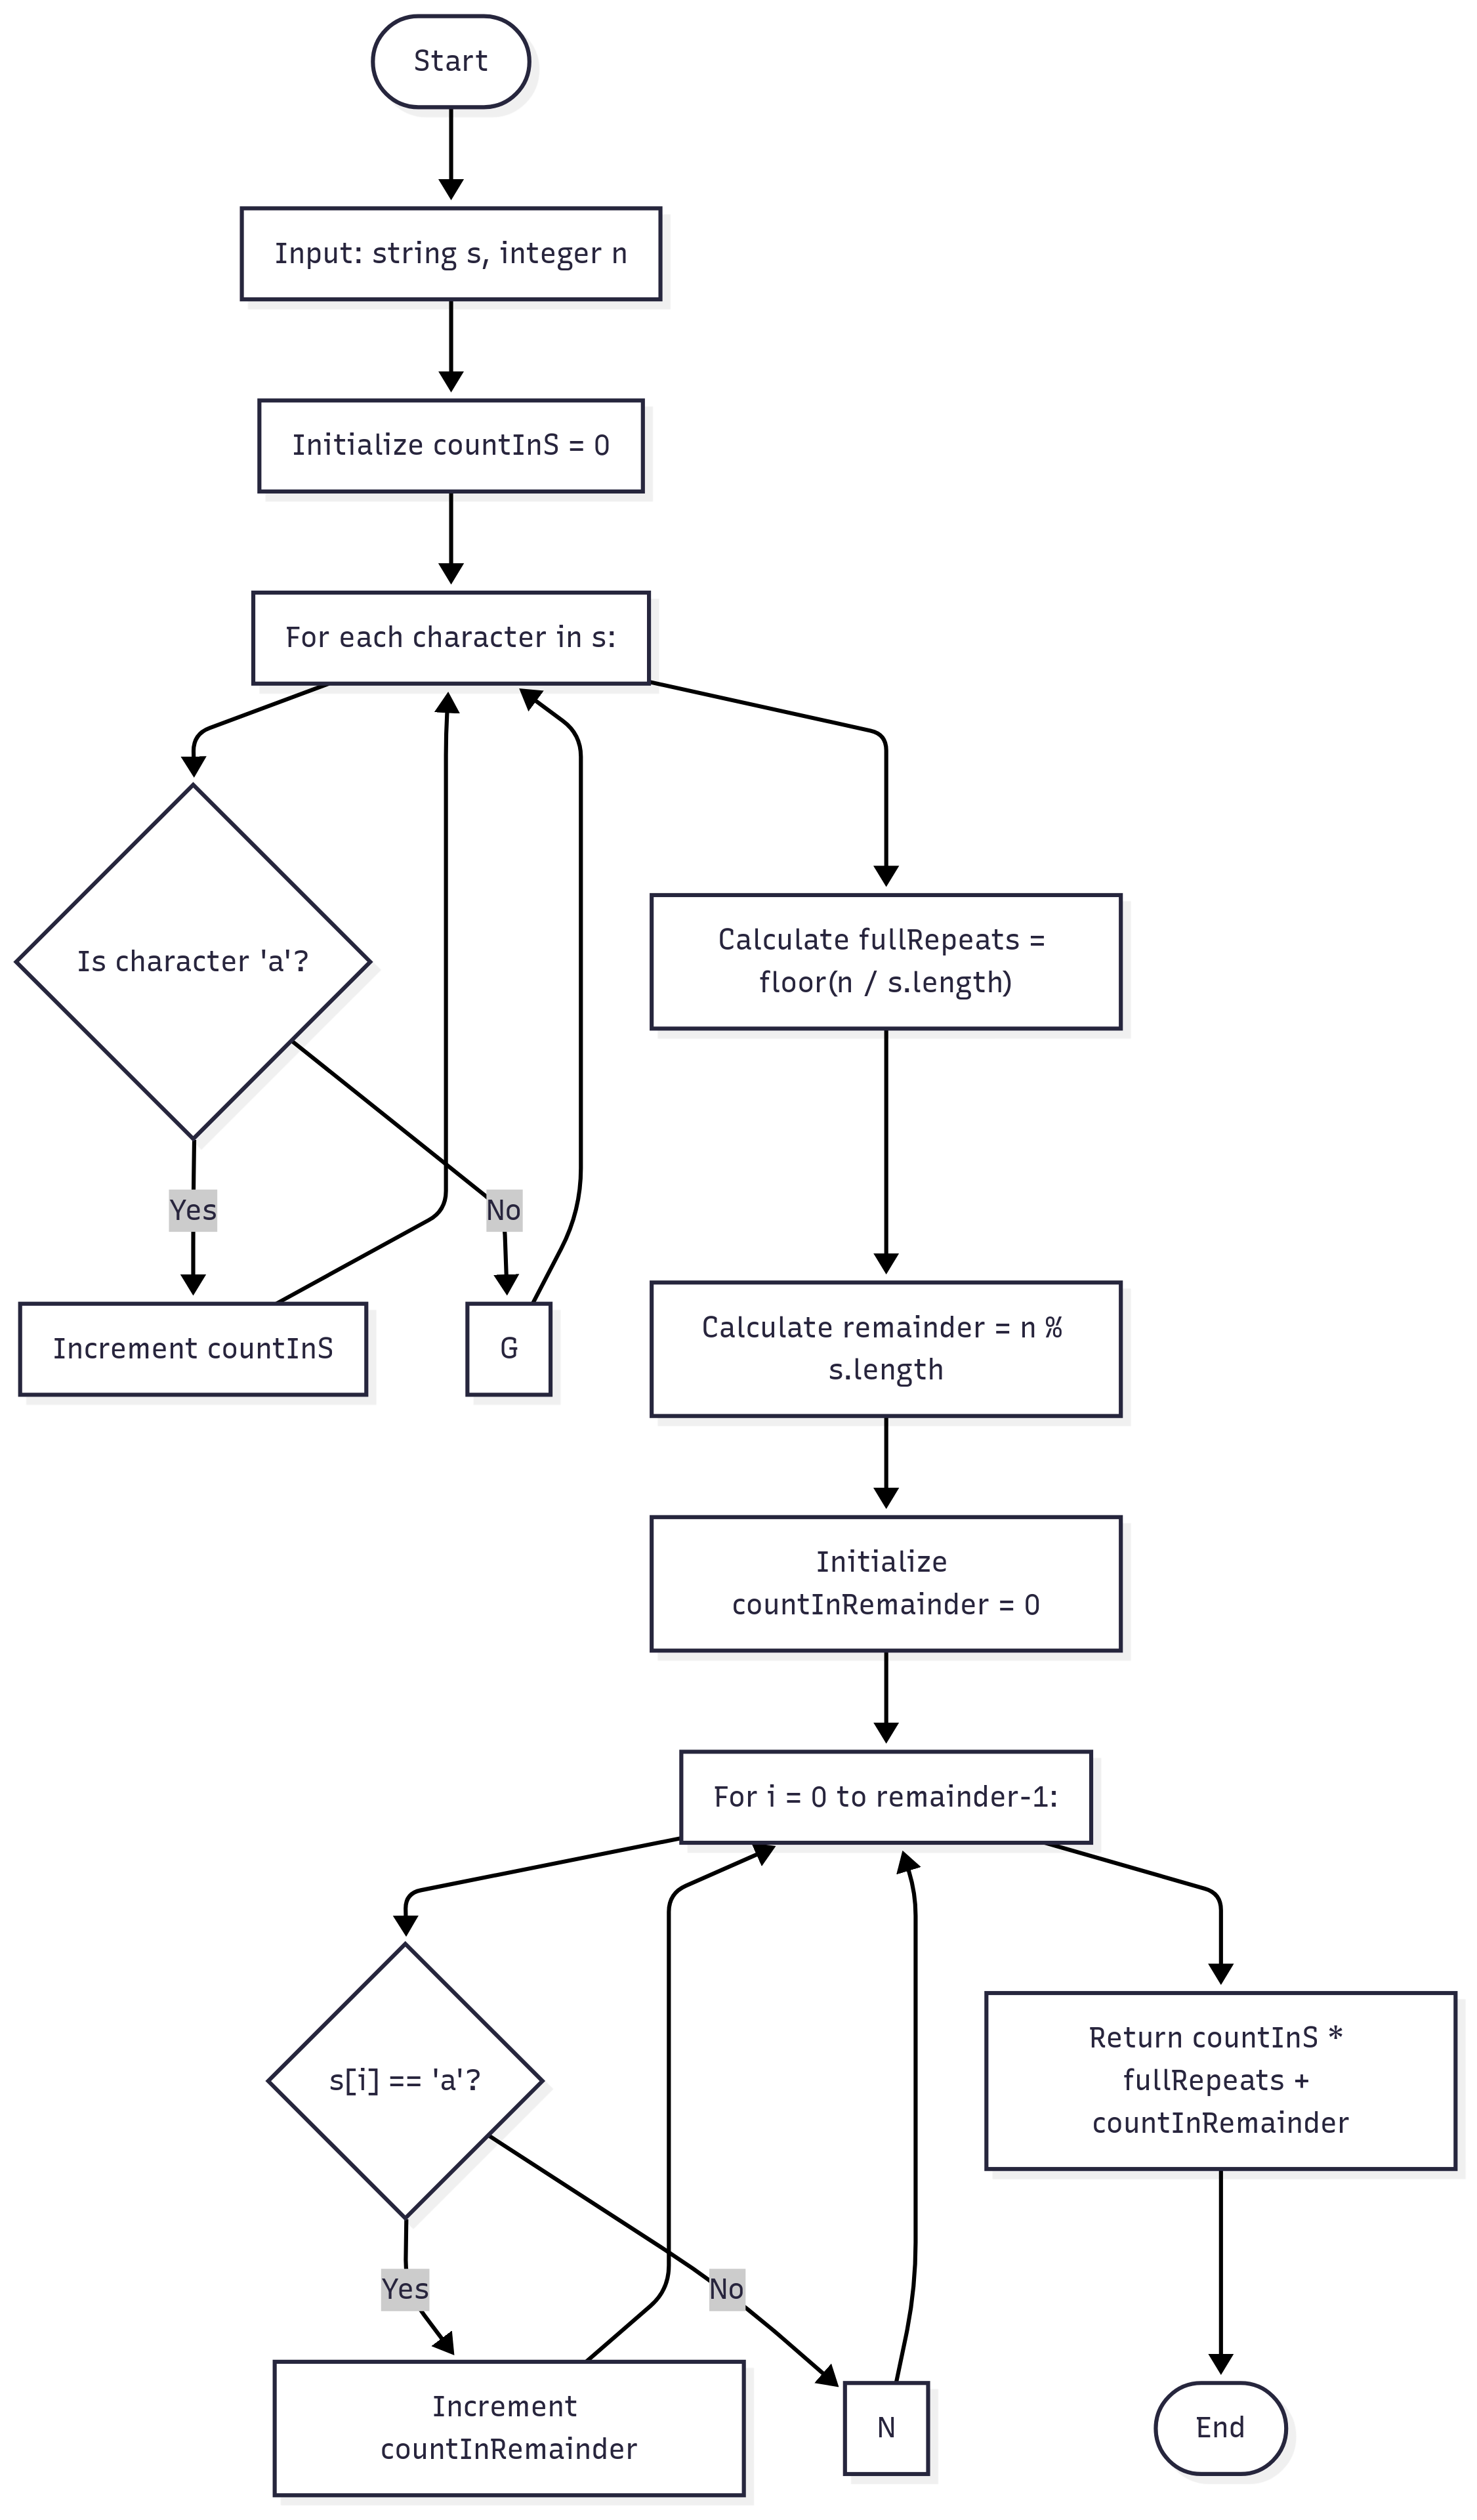 Start
Input: string s, integer n
Initialize countInS = 0
For each character in s:
Is character 'a'?
Calculate fullRepeats =
floor(n / s.length)
Yes
No
Increment countInS
G
Calculate remainder = n %
s.length
Initialize
countInRemainder = 0
For i = 0 to remainder-1:
s[i] == 'a'?
Return countInS *
fullRepeats +
countInRemainder
Yes
No
Increment
countInRemainder
N
End